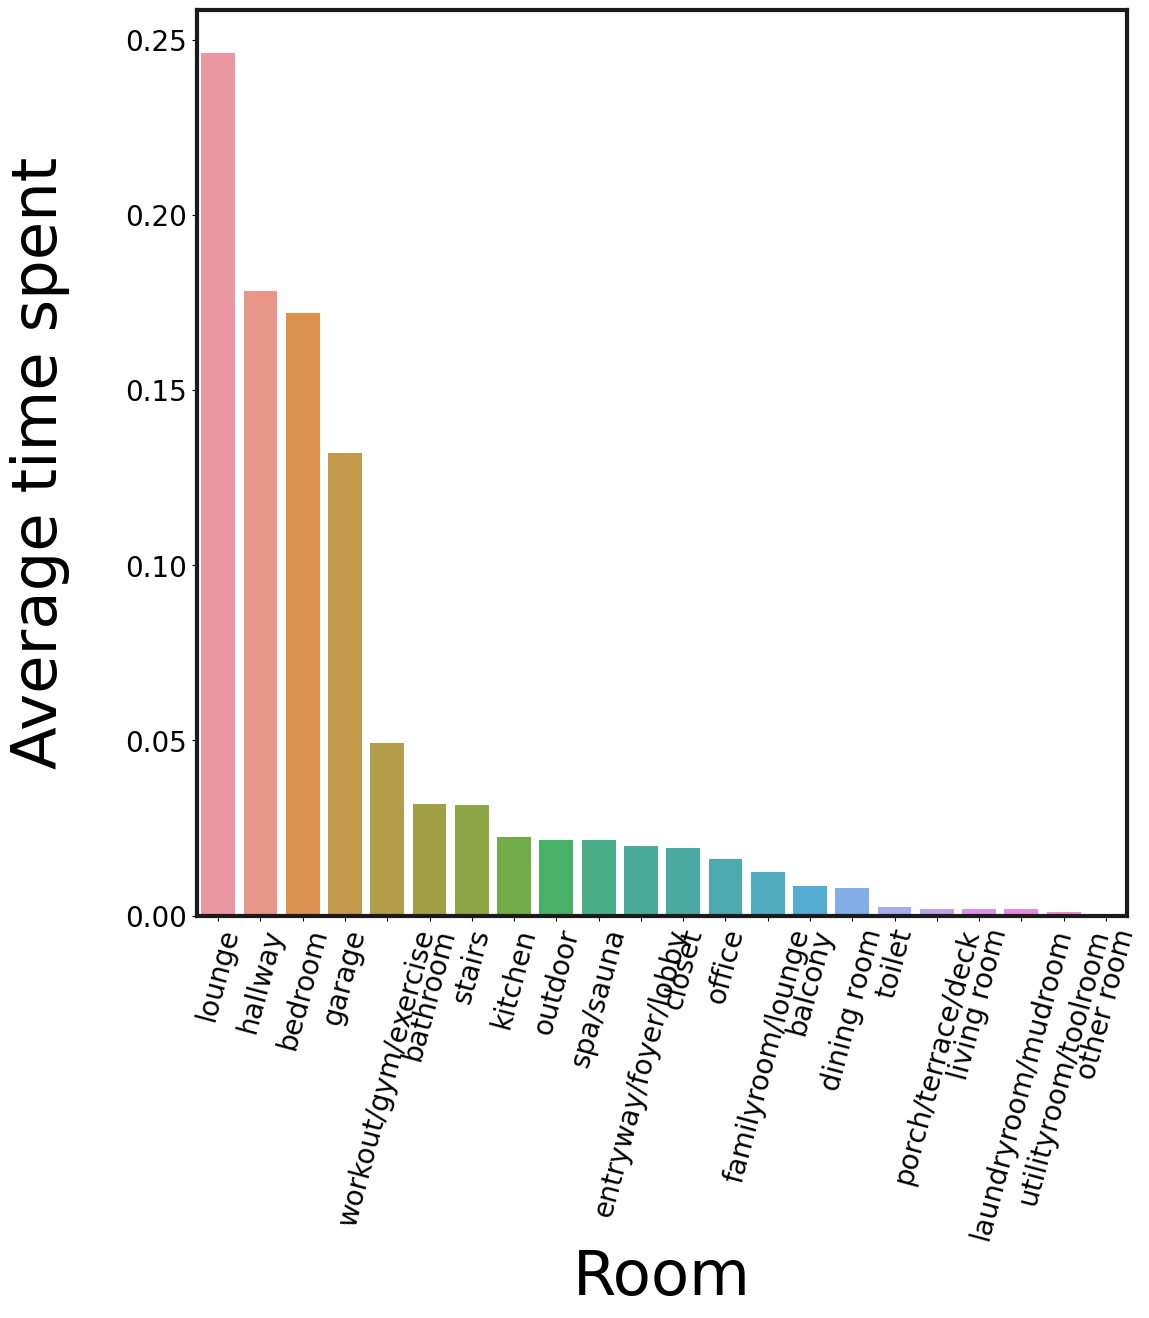 Average time spent
0.25
0.20
0.15
0.10
0.05
0.00
lounge
hallway
bedroom
garage
workout/gym/exercise
bathroom
stairs
kitchen
outdoor
spa/sauna
entryway/foyer/lobby
closet
office
familyroom/lounge
balcony
dining room
toilet
porch/terrace/deck
living room
laundryroom/mudroom
utilityroom/toolroom
other room
Room